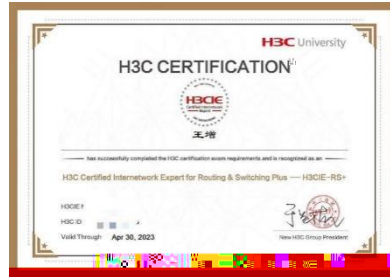 H3C University
H3C CERTIFICATION
H3CIE
王增
has successfully completed the H3C certification exam requirements and is recognized as an
H3C Certified Internetwork Expert for Routing & Switching Plus — H3CIE-RS+
H3CIE
H3C ID
Valid Through Apr 30, 2023
New H3C Group President